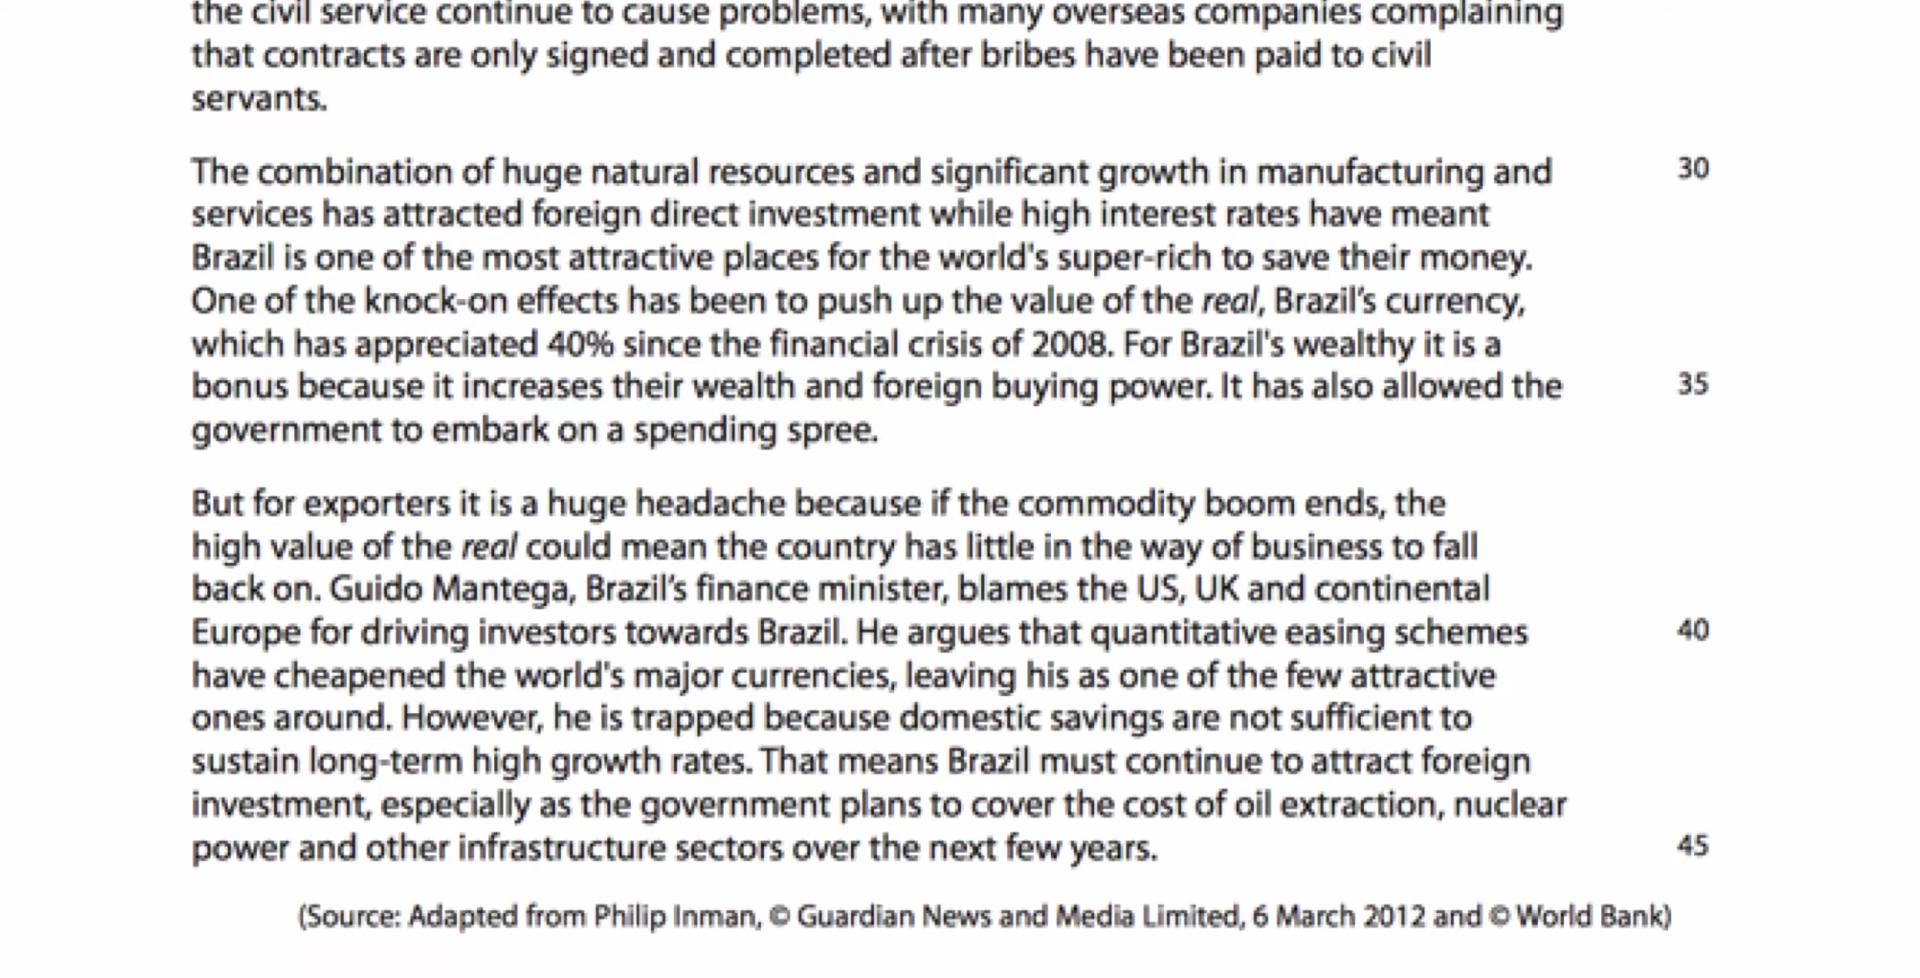 the civil service continue to cause problems, with many overseas companies complaining
that contracts are only signed and completed after bribes have been paid to civil
servants.
The combination of huge natural resources and significant growth in manufacturing and 30
services has attracted foreign direct investment while high interest rates have meant
Brazil is one of the most attractive places for the world's super-rich to save their money.
One of the knock-on effects has been to push up the value of the real, Brazil's currency,
which has appreciated 40% since the financial crisis of 2008. For Brazil's wealthy it is a
bonus because it increases their wealth and foreign buying power. It has also allowed the 35
government to embark on a spending spree.
But for exporters it is a huge headache because if the commodity boom ends, the
high value of the real could mean the country has little in the way of business to fall
back on. Guido Mantega, Brazil's finance minister, blames the US, UK and continental
Europe for driving investors towards Brazil. He argues that quantitative easing schemes 40
have cheapened the world's major currencies, leaving his as one of the few attractive
ones around. However, he is trapped because domestic savings are not sufficient to
sustain long-term high growth rates. That means Brazil must continue to attract foreign
investment, especially as the government plans to cover the cost of oil extraction, nuclear
power and other infrastructure sectors over the next few years. 45
(Source: Adapted from Philip Inman, © Guardian News and Media Limited, 6 March 2012 and © World Bank)